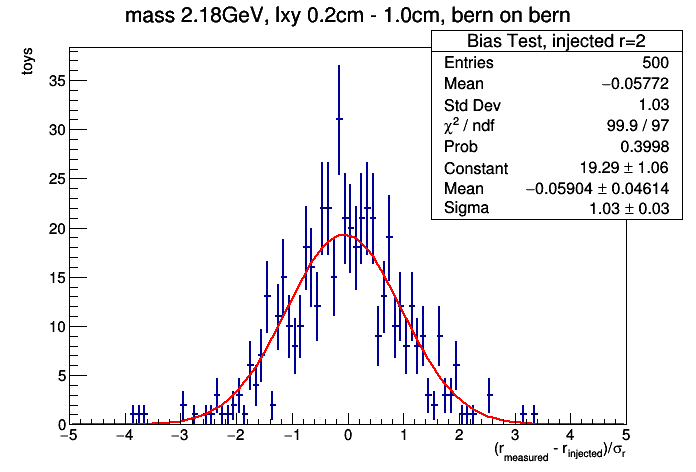 mass 2.18GeV, lxy 0.2cm - 1.0cm, bern on bern
toys
Bias Test, injected r=2
Entries 500
Mean −0.05772
Std Dev 1.03
χ² / ndf 99.9 / 97
Prob 0.3998
Constant 19.29 ± 1.06
Mean −0.05904 ± 0.04614
Sigma 1.03 ± 0.03
35
30
25
20
15
10
5
0
−5 −4 −3 −2 −1 0 1 2 3 4 5
(r_measured - r_injected)/σ_r